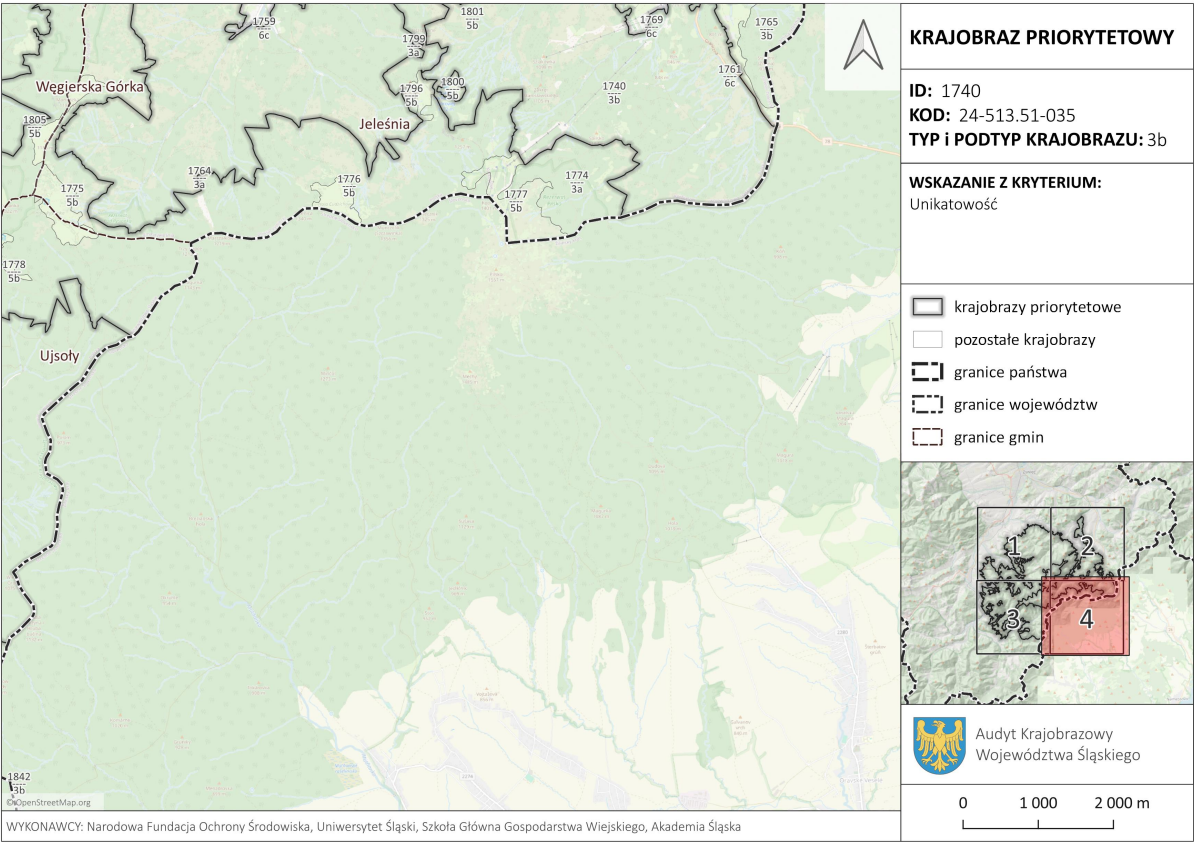 1759
6c
1801
5b
1769
6c
1765
3b
1799
3a
1761
6c
1800
5b
1796
5b
1740
3b
Węgierska Górka
1805
5b
Jeleśnia
1764
3a
1776
5b
1774
3a
1775
5b
1777
5b
1778
5b
Ujsoły
1842
3b
©OpenStreetMap.org
WYKONAWCY: Narodowa Fundacja Ochrony Środowiska, Uniwersytet Śląski, Szkoła Główna Gospodarstwa Wiejskiego, Akademia Śląska
KRAJOBRAZ PRIORYTETOWY
ID: 1740
KOD: 24-513.51-035
TYP i PODTYP KRAJOBRAZU: 3b
WSKAZANIE Z KRYTERIUM:
Unikatowość
krajobrazy priorytetowe
pozostałe krajobrazy
granice państwa
granice województw
granice gmin
1
2
3
4
Audyt Krajobrazowy
Województwa Śląskiego
0 1 000 2 000 m